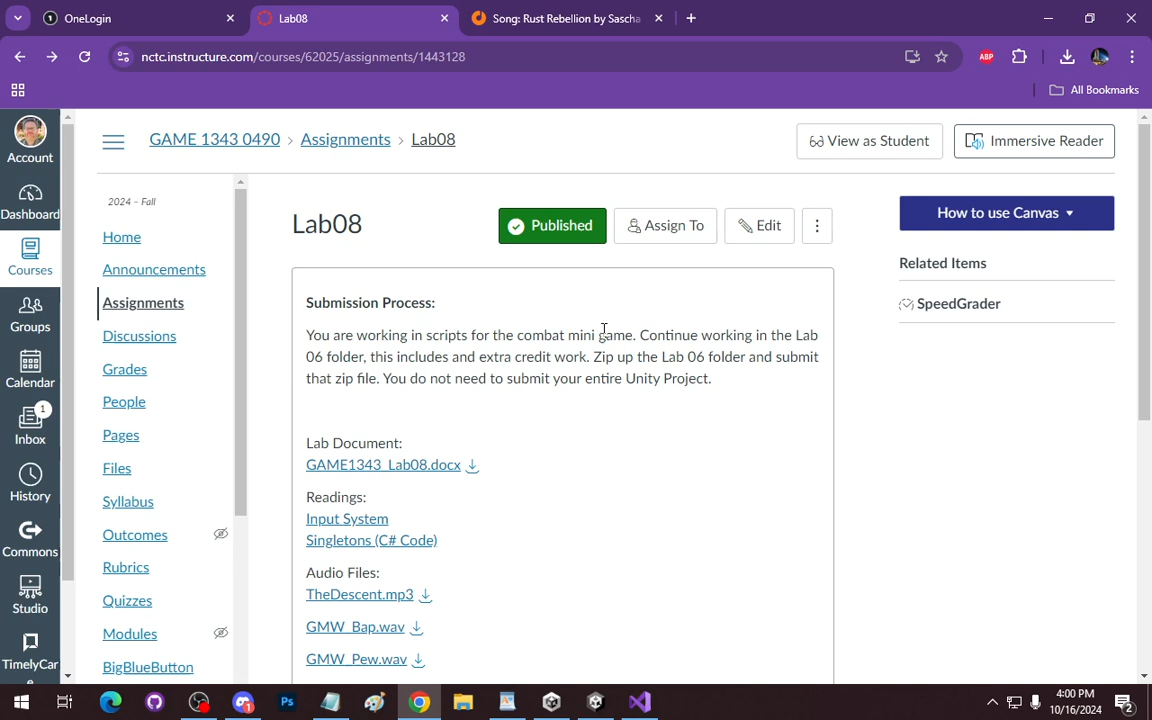 OneLogin
Lab08
Song: Rust Rebellion by Sascha
nctc.instructure.com/courses/62025/assignments/1443128
ABP
All Bookmarks
Account
Dashboard
Courses
Groups
Calendar
1
Inbox
History
Commons
Studio
TimelyCar
GAME 1343 0490 > Assignments > Lab08
View as Student
Immersive Reader
2024 - Fall
Home
Announcements
Assignments
Discussions
Grades
People
Pages
Files
Syllabus
Outcomes
Rubrics
Quizzes
Modules
BigBlueButton
Lab08
Published
Assign To
Edit
How to use Canvas
Related Items
SpeedGrader
Submission Process:
You are working in scripts for the combat mini game. Continue working in the Lab
06 folder, this includes and extra credit work. Zip up the Lab 06 folder and submit
that zip file. You do not need to submit your entire Unity Project.
Lab Document:
GAME1343_Lab08.docx
Readings:
Input System
Singletons (C# Code)
Audio Files:
TheDescent.mp3
GMW_Bap.wav
GMW_Pew.wav
Ps
4:00 PM
10/16/2024
2